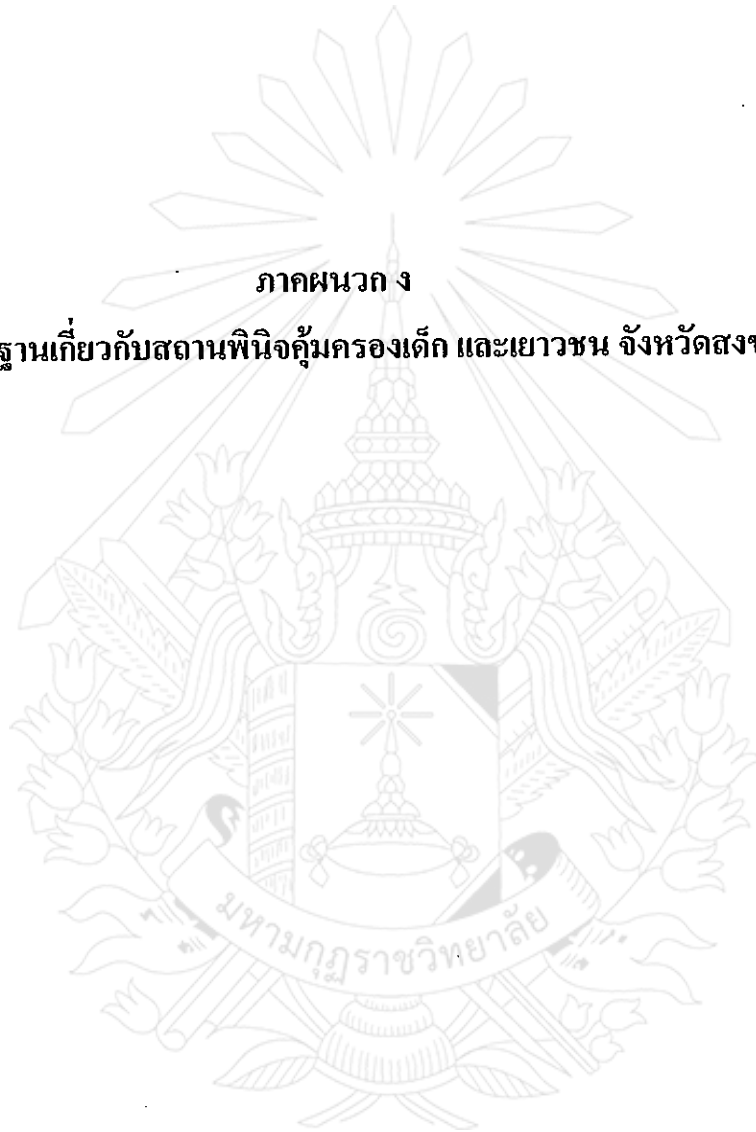 ภาคผนวก ง
ฐานเกี่ยวกับสถานพินิจคุ้มครองเด็ก และเยาวชน จังหวัดสงข
มหามกุฏราชวิทยาลัย